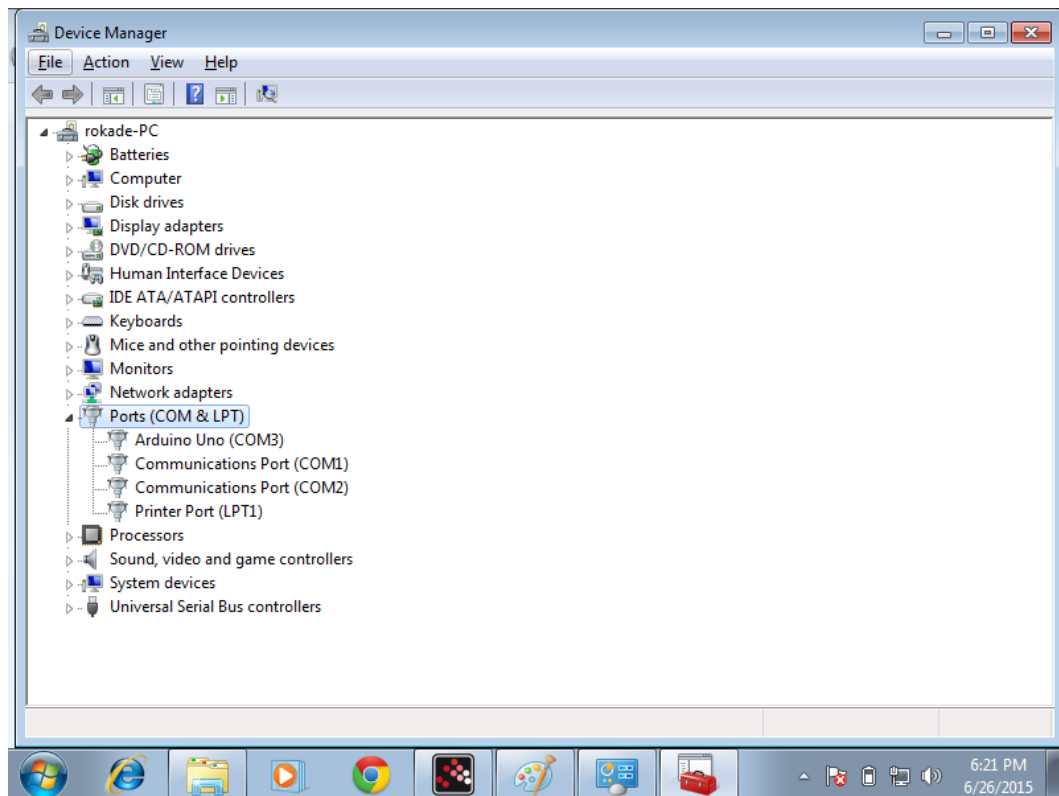 Device Manager
File Action View Help
rokade-PC
Batteries
Computer
Disk drives
Display adapters
DVD/CD-ROM drives
Human Interface Devices
IDE ATA/ATAPI controllers
Keyboards
Mice and other pointing devices
Monitors
Network adapters
Ports (COM & LPT)
Arduino Uno (COM3)
Communications Port (COM1)
Communications Port (COM2)
Printer Port (LPT1)
Processors
Sound, video and game controllers
System devices
Universal Serial Bus controllers
6:21 PM
6/26/2015